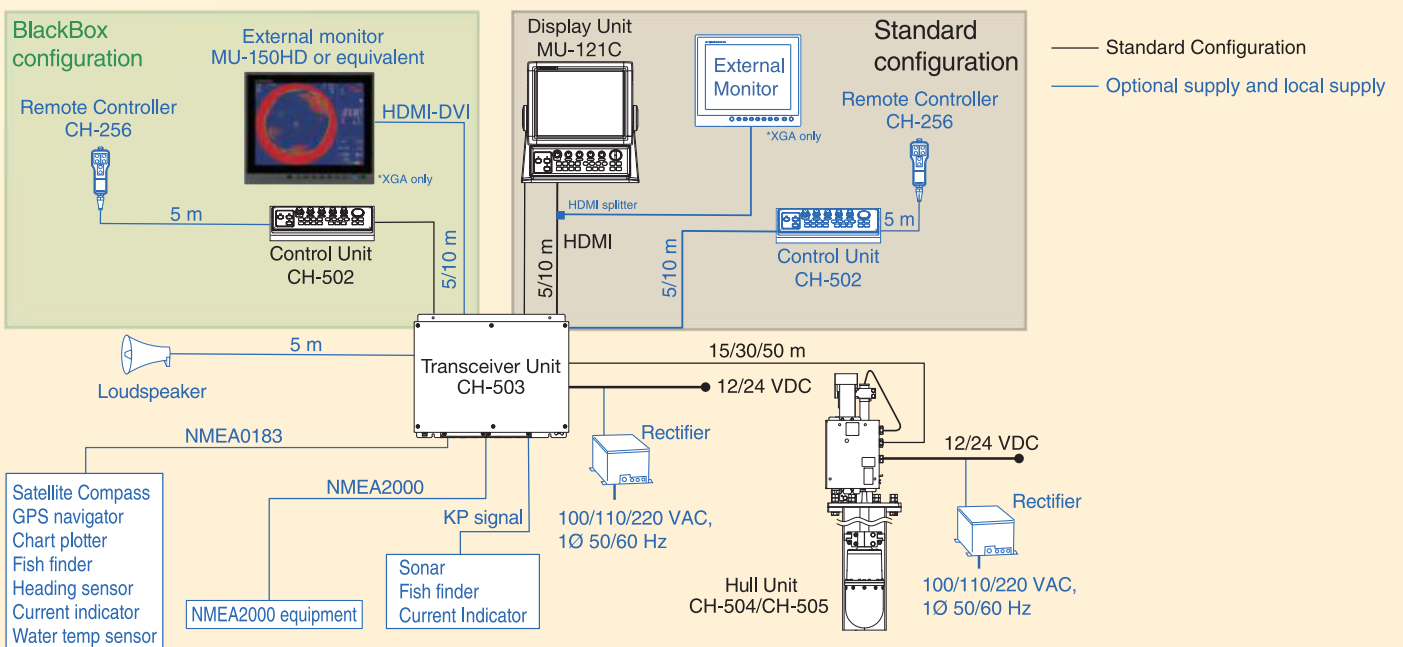 BlackBox
configuration
External monitor
MU-150HD or equivalent
Remote Controller
CH-256
HDMI-DVI
*XGA only
5 m
Control Unit
CH-502
5/10 m
Display Unit
MU-121C
External
Monitor
*XGA only
Standard
configuration
Remote Controller
CH-256
HDMI splitter
HDMI
5/10 m
5/10 m
5 m
Control Unit
CH-502
Standard Configuration
Optional supply and local supply
5 m
Loudspeaker
Transceiver Unit
CH-503
15/30/50 m
12/24 VDC
Rectifier
100/110/220 VAC,
1Ø 50/60 Hz
12/24 VDC
Rectifier
100/110/220 VAC,
1Ø 50/60 Hz
Hull Unit
CH-504/CH-505
NMEA0183
Satellite Compass
GPS navigator
Chart plotter
Fish finder
Heading sensor
Current indicator
Water temp sensor
NMEA2000
NMEA2000 equipment
KP signal
Sonar
Fish finder
Current Indicator